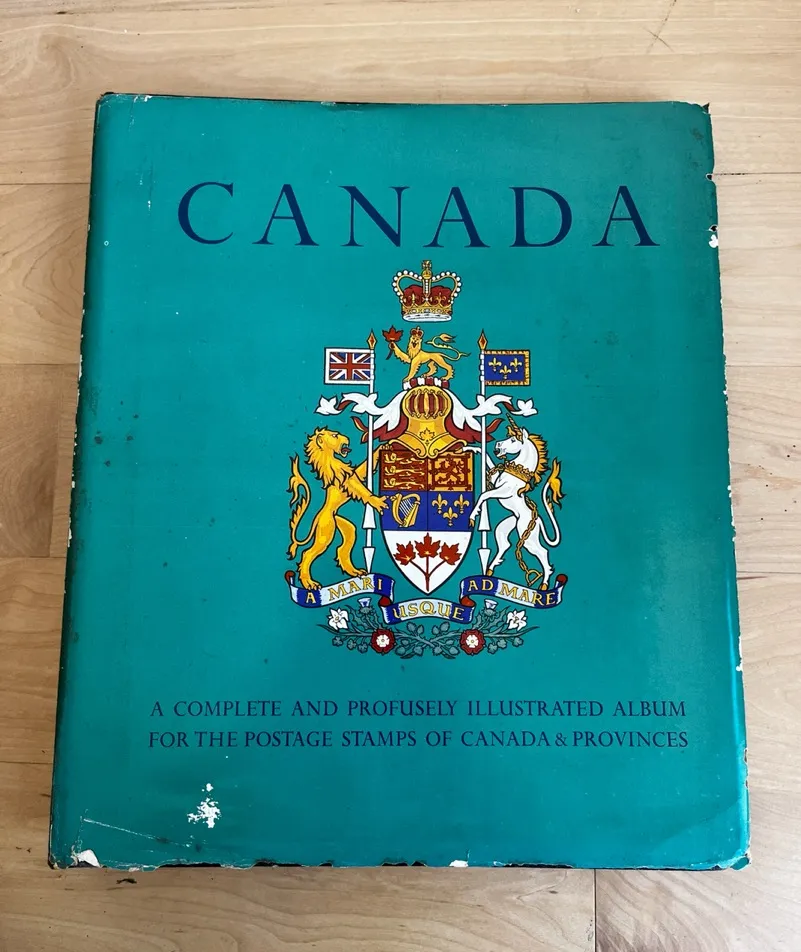 CANADA
A MARI USQUE AD MARE
A COMPLETE AND PROFUSELY ILLUSTRATED ALBUM
FOR THE POSTAGE STAMPS OF CANADA & PROVINCES